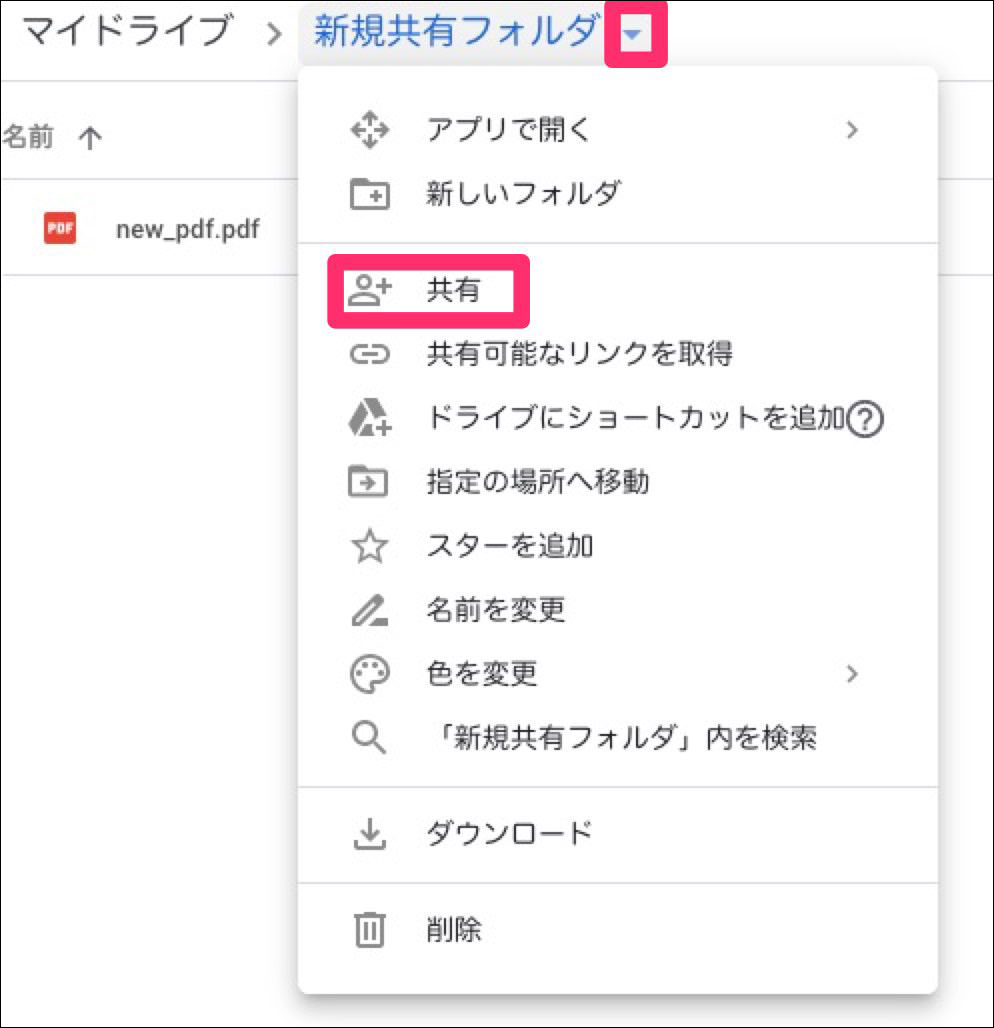 マイドライブ > 新規共有フォルダ
名前 ↑
PDF new_pdf.pdf
アプリで開く
新しいフォルダ
共有
共有可能なリンクを取得
ドライブにショートカットを追加?
指定の場所へ移動
スターを追加
名前を変更
色を変更
「新規共有フォルダ」内を検索
ダウンロード
削除